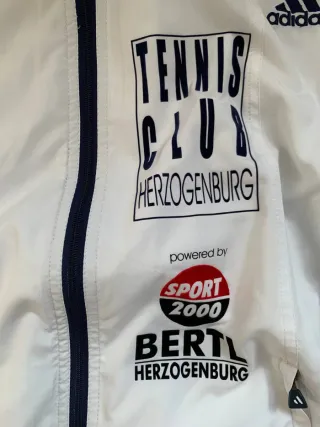 adidas
TENNIS
CLUB
HERZOGENBURG
powered by
SPORT
2000
BERTL
HERZOGENBURG